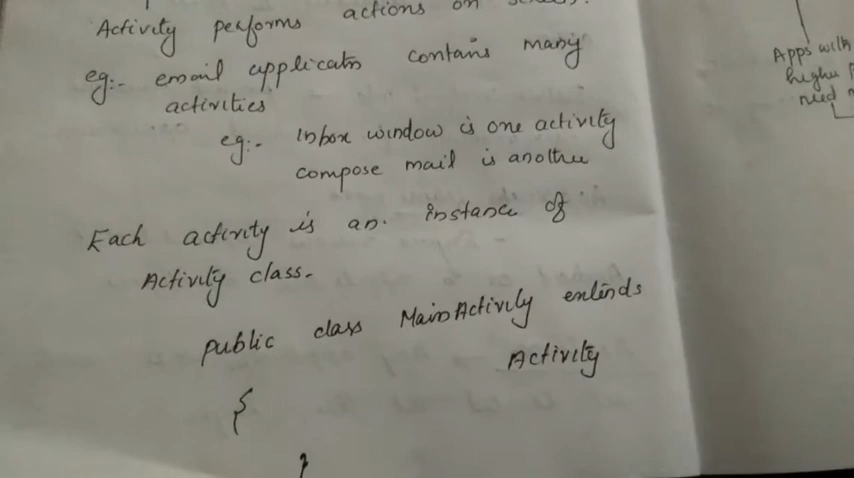 Activity performs actions on
eg:- email applicatn contains many
activities
eg:- Inbox window is one activity
compose mail is another
Each activity is an instance of
Activity class.
public class MainActivity extends
Activity
{
}
Apps with
higher
need